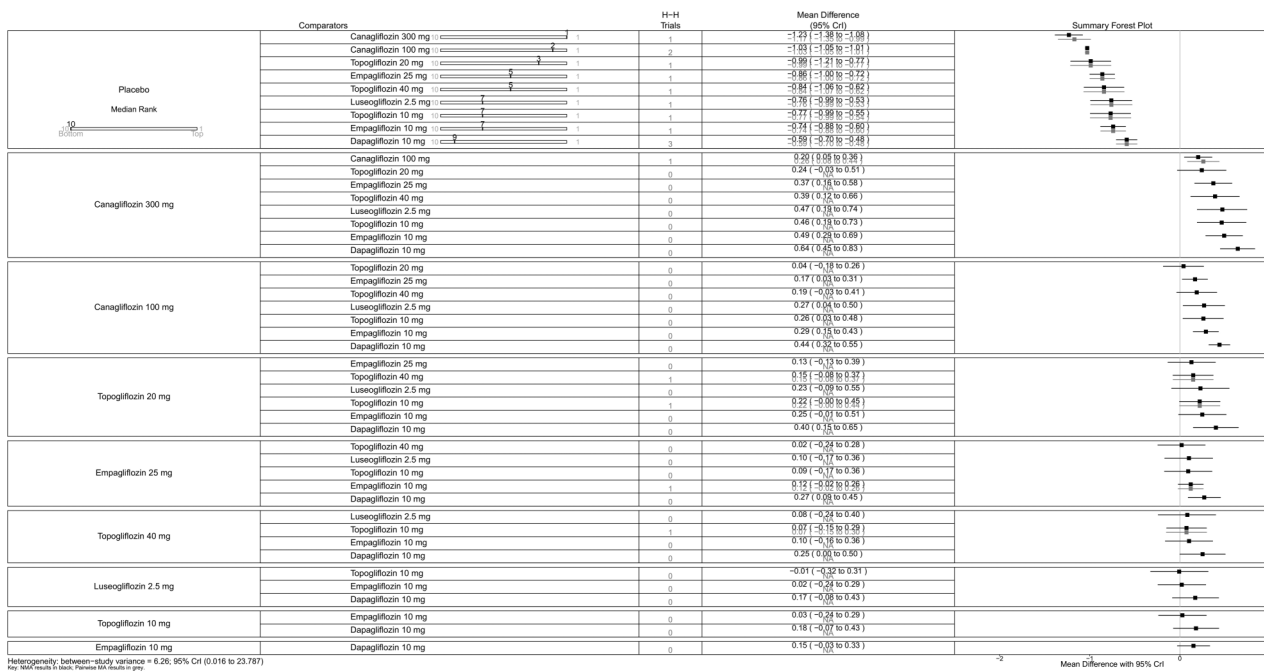 Comparators
H−H
Trials
Mean Difference
(95% CrI)
Summary Forest Plot
Placebo
Median Rank
10
10 1
Bottom Top
Canagliflozin 300 mg 10 1 1 1 −1.23 ( −1.38 to −1.08 )
Canagliflozin 100 mg 10 2 1 2 −1.03 ( −1.05 to −1.01 )
Topogliflozin 20 mg 10 3 1 1 −0.99 ( −1.21 to −0.77 )
Empagliflozin 25 mg 10 5 1 1 −0.86 ( −1.00 to −0.72 )
Topogliflozin 40 mg 10 5 1 1 −0.84 ( −1.06 to −0.62 )
Luseogliflozin 2.5 mg 10 7 1 1 −0.76 ( −0.99 to −0.53 )
Topogliflozin 10 mg 10 7 1 1 −0.77 ( −0.99 to −0.55 )
Empagliflozin 10 mg 10 7 1 1 −0.74 ( −0.88 to −0.60 )
Dapagliflozin 10 mg 10 9 1 3 −0.59 ( −0.70 to −0.48 )
Canagliflozin 300 mg
Canagliflozin 100 mg 1 0.20 ( 0.05 to 0.36 )
Topogliflozin 20 mg 0 0.24 ( −0.03 to 0.51 )
NA
Empagliflozin 25 mg 0 0.37 ( 0.16 to 0.58 )
NA
Topogliflozin 40 mg 0 0.39 ( 0.12 to 0.66 )
NA
Luseogliflozin 2.5 mg 0 0.47 ( 0.19 to 0.74 )
NA
Topogliflozin 10 mg 0 0.46 ( 0.19 to 0.73 )
NA
Empagliflozin 10 mg 0 0.49 ( 0.29 to 0.69 )
NA
Dapagliflozin 10 mg 0 0.64 ( 0.45 to 0.83 )
NA
Canagliflozin 100 mg
Topogliflozin 20 mg 0 0.04 ( −0.18 to 0.26 )
NA
Empagliflozin 25 mg 0 0.17 ( 0.03 to 0.31 )
NA
Topogliflozin 40 mg 0 0.19 ( −0.03 to 0.41 )
NA
Luseogliflozin 2.5 mg 0 0.27 ( 0.04 to 0.50 )
NA
Topogliflozin 10 mg 0 0.26 ( 0.03 to 0.48 )
NA
Empagliflozin 10 mg 0 0.29 ( 0.15 to 0.43 )
NA
Dapagliflozin 10 mg 0 0.44 ( 0.32 to 0.55 )
NA
Topogliflozin 20 mg
Empagliflozin 25 mg 0 0.13 ( −0.13 to 0.39 )
NA
Topogliflozin 40 mg 1 0.15 ( −0.08 to 0.37 )
Luseogliflozin 2.5 mg 0 0.23 ( −0.09 to 0.55 )
NA
Topogliflozin 10 mg 1 0.22 ( −0.00 to 0.45 )
Empagliflozin 10 mg 0 0.25 ( −0.01 to 0.51 )
NA
Dapagliflozin 10 mg 0 0.40 ( 0.15 to 0.65 )
NA
Empagliflozin 25 mg
Topogliflozin 40 mg 0 0.02 ( −0.24 to 0.28 )
NA
Luseogliflozin 2.5 mg 0 0.10 ( −0.17 to 0.36 )
NA
Topogliflozin 10 mg 0 0.09 ( −0.17 to 0.36 )
NA
Empagliflozin 10 mg 1 0.12 ( −0.02 to 0.26 )
Dapagliflozin 10 mg 0 0.27 ( 0.09 to 0.45 )
NA
Topogliflozin 40 mg
Luseogliflozin 2.5 mg 0 0.08 ( −0.24 to 0.40 )
NA
Topogliflozin 10 mg 1 0.07 ( −0.15 to 0.29 )
Empagliflozin 10 mg 0 0.10 ( −0.16 to 0.36 )
NA
Dapagliflozin 10 mg 0 0.25 ( 0.00 to 0.50 )
NA
Luseogliflozin 2.5 mg
Topogliflozin 10 mg 0 −0.01 ( −0.32 to 0.31 )
NA
Empagliflozin 10 mg 0 0.02 ( −0.24 to 0.29 )
NA
Dapagliflozin 10 mg 0 0.17 ( −0.08 to 0.43 )
NA
Topogliflozin 10 mg
Empagliflozin 10 mg 0 0.03 ( −0.24 to 0.29 )
NA
Dapagliflozin 10 mg 0 0.18 ( −0.07 to 0.43 )
NA
Empagliflozin 10 mg
Dapagliflozin 10 mg 0 0.15 ( −0.03 to 0.33 )
NA
−2 −1 0
Mean Difference with 95% CrI
Heterogeneity: between−study variance = 6.26; 95% CrI (0.016 to 23.787)
Key: NMA results in black; Pairwise MA results in grey.